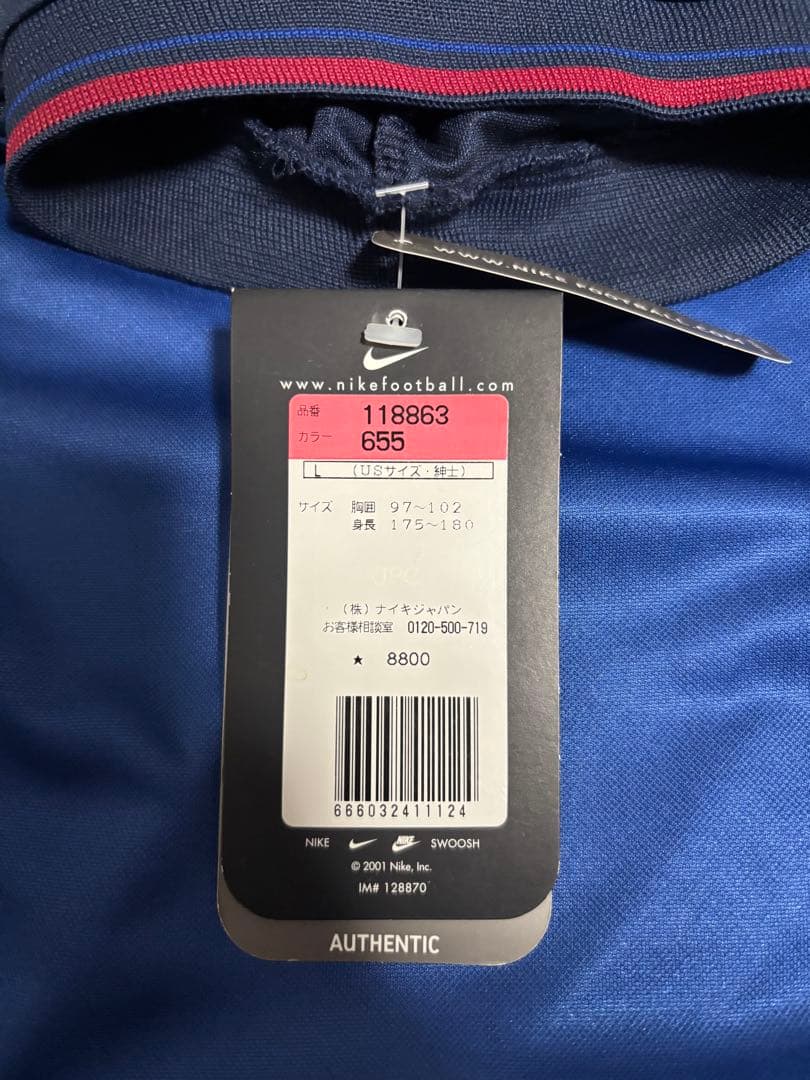 WWW.NIKE FOOTBALL.COM
www.nikefootball.com
品番 118863
カラー 655
L (USサイズ・紳士)
サイズ 胸囲 97〜102
身長 175〜180
(株)ナイキジャパン
お客様相談室 0120-500-719
★ 8800
666032411124
NIKE NIKE SWOOSH
© 2001 Nike, Inc.
IM# 128870
AUTHENTIC